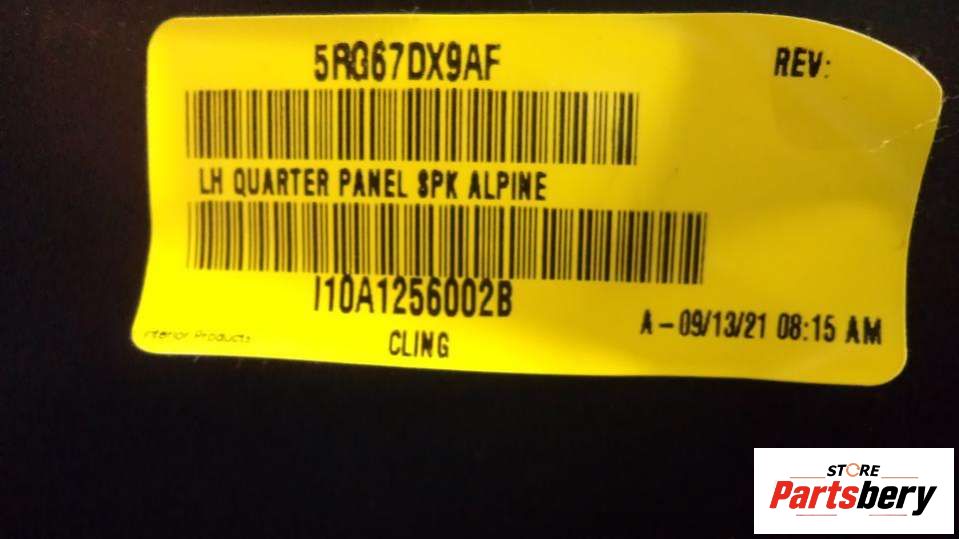 5RG67DX9AF
REV:
LH QUARTER PANEL SPK ALPINE
I10A1256002B
A-09/13/21 08:15 AM
CLING
Interior Products
STORE
Partsbery